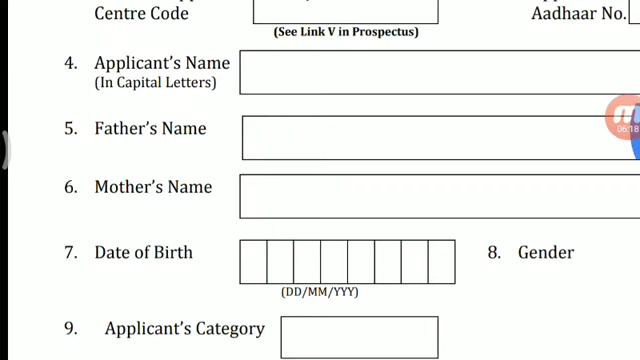 Centre Code
Aadhaar No.
(See Link V in Prospectus)
4. Applicant's Name
(In Capital Letters)
5. Father's Name
06:18
6. Mother's Name
7. Date of Birth
8. Gender
(DD/MM/YYY)
9. Applicant's Category